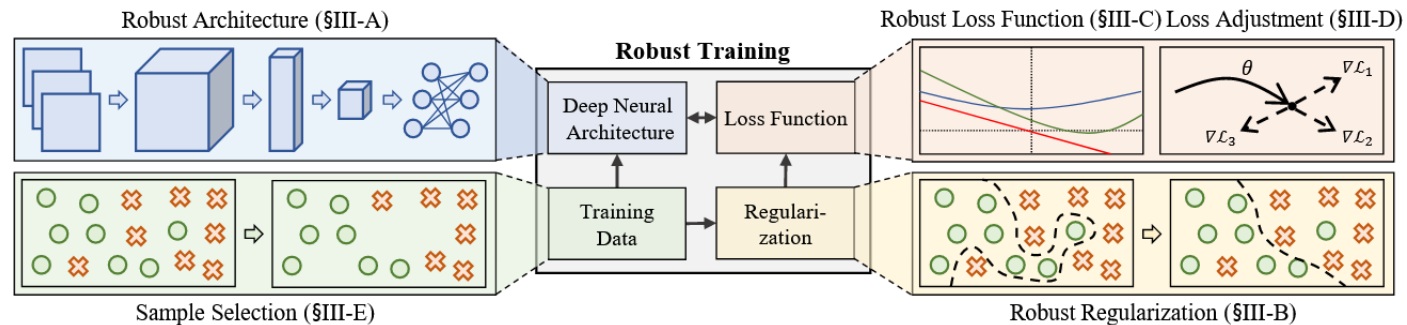 Robust Architecture (§III-A)
Robust Loss Function (§III-C) Loss Adjustment (§III-D)
Robust Training
θ
∇ℒ₁
∇ℒ₂
∇ℒ₃
Deep Neural
Architecture
Loss Function
Training
Data
Regulari-
zation
Sample Selection (§III-E)
Robust Regularization (§III-B)